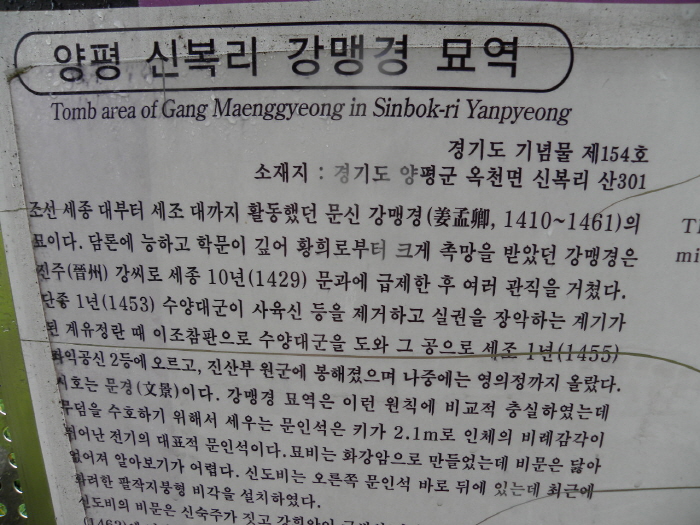 양평 신복리 강맹경 묘역
Tomb area of Gang Maenggyeong in Sinbok-ri Yanpyeong
경기도 기념물 제154호
소재지 : 경기도 양평군 옥천면 신복리 산301
조선 세종 대부터 세조 대까지 활동했던 문신 강맹경(姜孟卿, 1410~1461)의
묘이다. 담론에 능하고 학문이 깊어 황희로부터 크게 촉망을 받았던 강맹경은
진주(晉州) 강씨로 세종 10년(1429) 문과에 급제한 후 여러 관직을 거쳤다.
단종 1년(1453) 수양대군이 사육신 등을 제거하고 실권을 장악하는 계기가
된 계유정란 때 이조참판으로 수양대군을 도와 그 공으로 세조 1년(1455)
좌익공신 2등에 오르고, 진산부 원군에 봉해졌으며 나중에는 영의정까지 올랐다.
시호는 문경(文景)이다. 강맹경 묘역은 이런 원칙에 비교적 충실하였는데
무덤을 수호하기 위해서 세우는 문인석은 키가 2.1m로 인체의 비례감각이
뛰어난 전기의 대표적 문인석이다. 묘비는 화강암으로 만들었는데 비문은 닳아
없어져 알아보기가 어렵다. 신도비는 오른쪽 문인석 바로 뒤에 있는데 최근에
화려한 팔작지붕형 비각을 설치하였다.
신도비의 비문은 신숙주가 짓고 강희안이
Th
mi